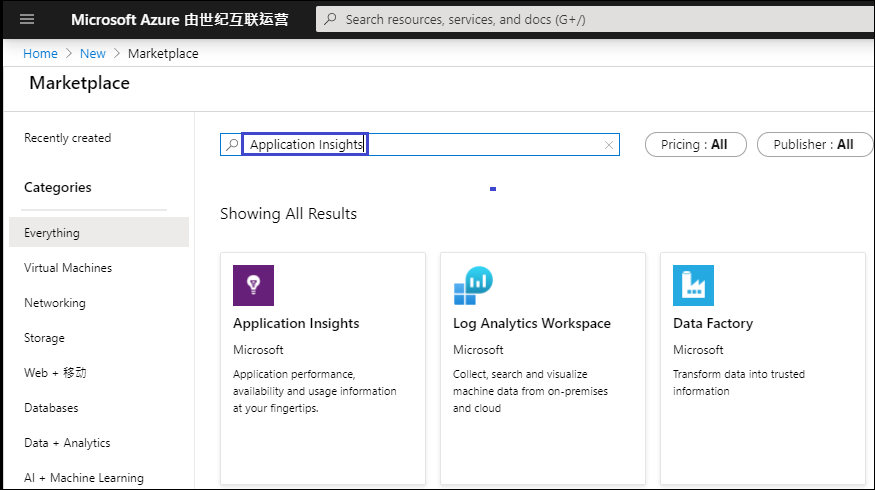 Microsoft Azure 由世纪互联运营
Search resources, services, and docs (G+/)
Home > New > Marketplace
Marketplace
Recently created
Categories
Everything
Virtual Machines
Networking
Storage
Web + 移动
Databases
Data + Analytics
AI + Machine Learning
Application Insights
Pricing : All
Publisher : All
Showing All Results
Application Insights
Microsoft
Application performance,
availability and usage information
at your fingertips.
Log Analytics Workspace
Microsoft
Collect, search and visualize
machine data from on-premises
and cloud
Data Factory
Microsoft
Transform data into trusted
information